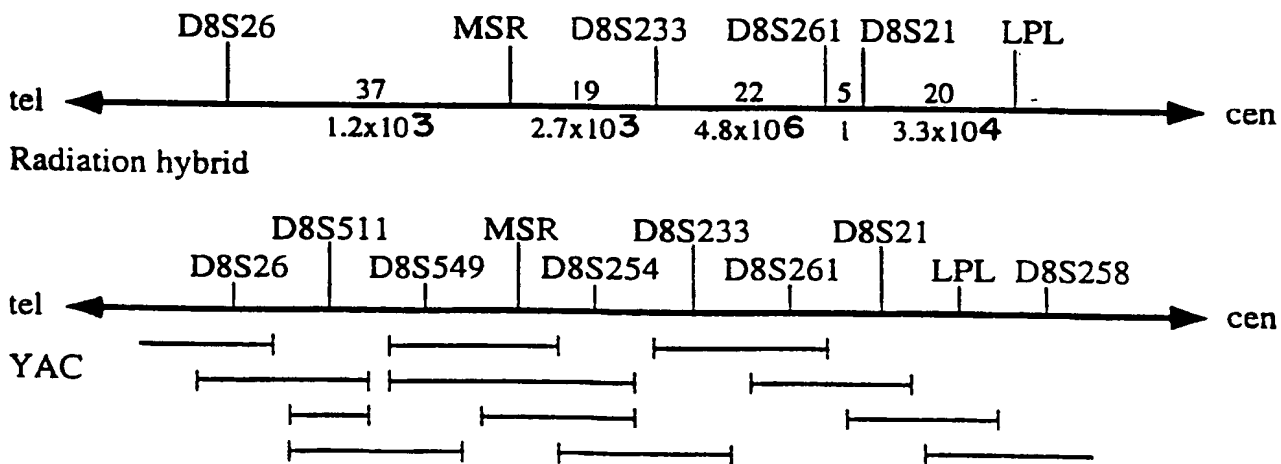 D8S26 MSR D8S233 D8S261 D8S21 LPL
tel 37 19 22 5 20 cen
1.2x103 2.7x103 4.8x106 1 3.3x104
Radiation hybrid
D8S511 MSR D8S233 D8S21
D8S26 D8S549 D8S254 D8S261 LPL D8S258
tel cen
YAC